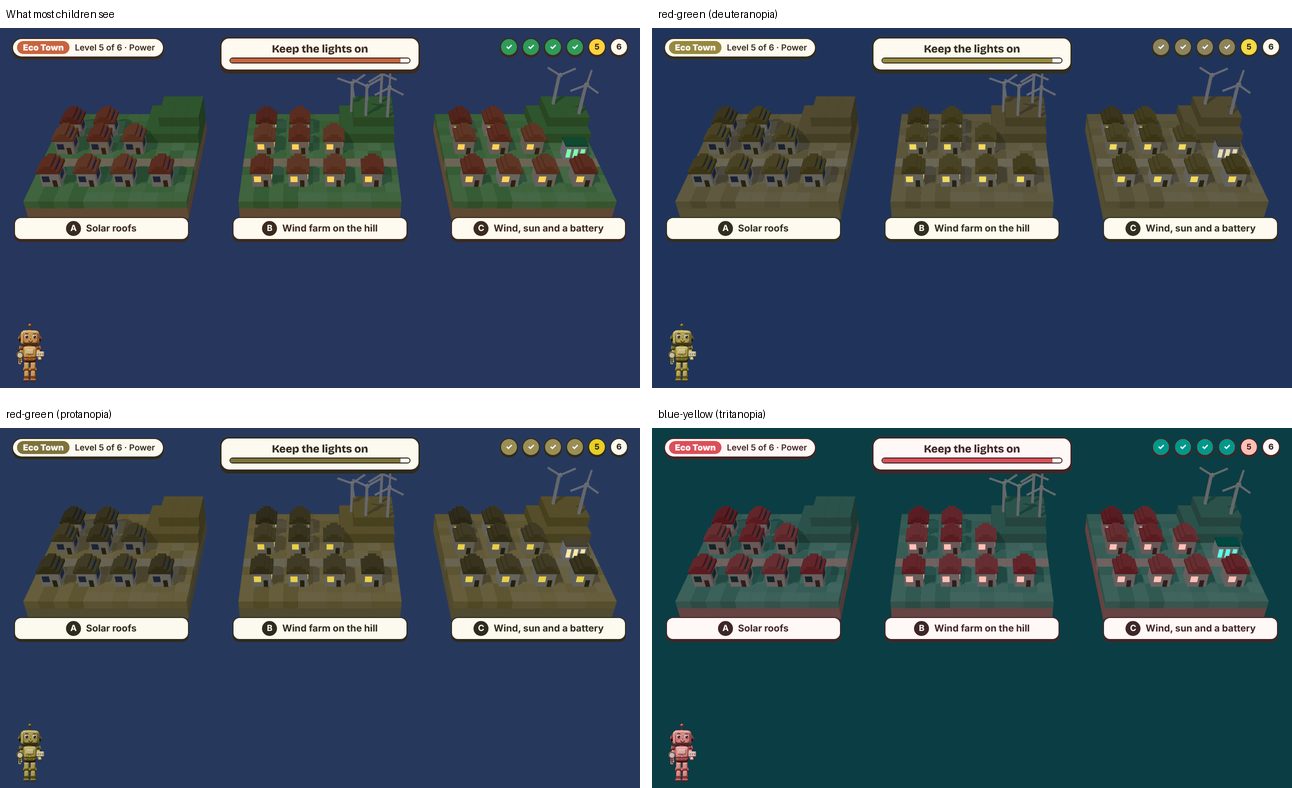 What most children see
Eco Town Level 5 of 6 · Power
Keep the lights on
5 6
A Solar roofs
B Wind farm on the hill
C Wind, sun and a battery
red-green (deuteranopia)
Eco Town Level 5 of 6 · Power
Keep the lights on
5 6
A Solar roofs
B Wind farm on the hill
C Wind, sun and a battery
red-green (protanopia)
Eco Town Level 5 of 6 · Power
Keep the lights on
5 6
A Solar roofs
B Wind farm on the hill
C Wind, sun and a battery
blue-yellow (tritanopia)
Eco Town Level 5 of 6 · Power
Keep the lights on
5 6
A Solar roofs
B Wind farm on the hill
C Wind, sun and a battery